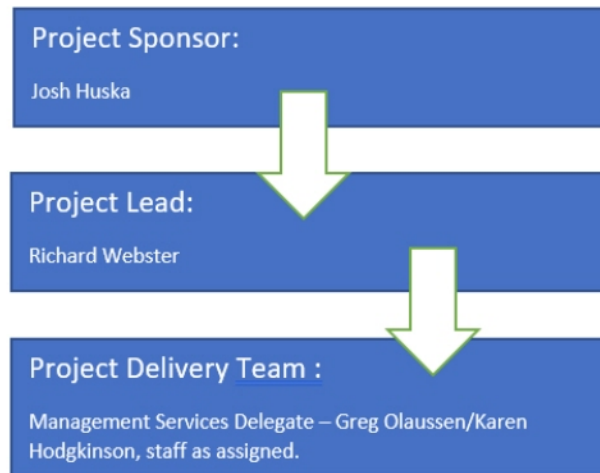 Project Sponsor:
Josh Huska
Project Lead:
Richard Webster
Project Delivery Team :
Management Services Delegate – Greg Olaussen/Karen
Hodgkinson, staff as assigned.